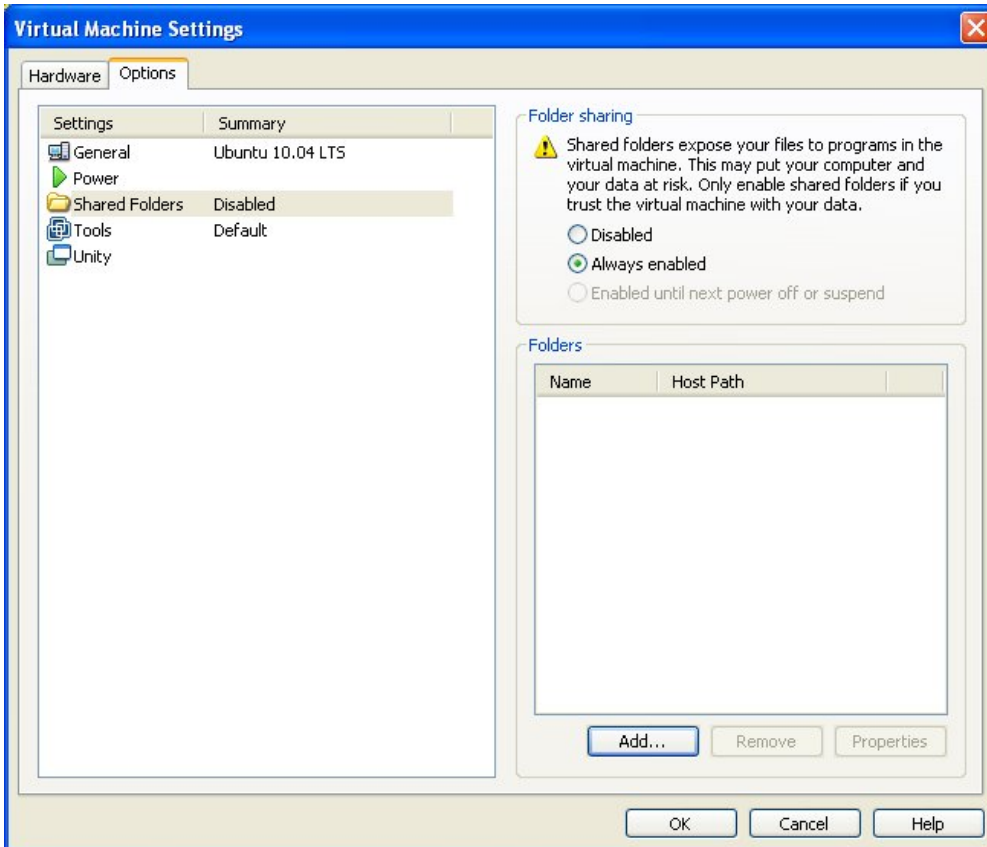 Virtual Machine Settings
Hardware Options
Settings Summary
General Ubuntu 10.04 LTS
Power
Shared Folders Disabled
Tools Default
Unity
Folder sharing
Shared folders expose your files to programs in the
virtual machine. This may put your computer and
your data at risk. Only enable shared folders if you
trust the virtual machine with your data.
Disabled
Always enabled
Enabled until next power off or suspend
Folders
Name Host Path
Add... Remove Properties
OK Cancel Help